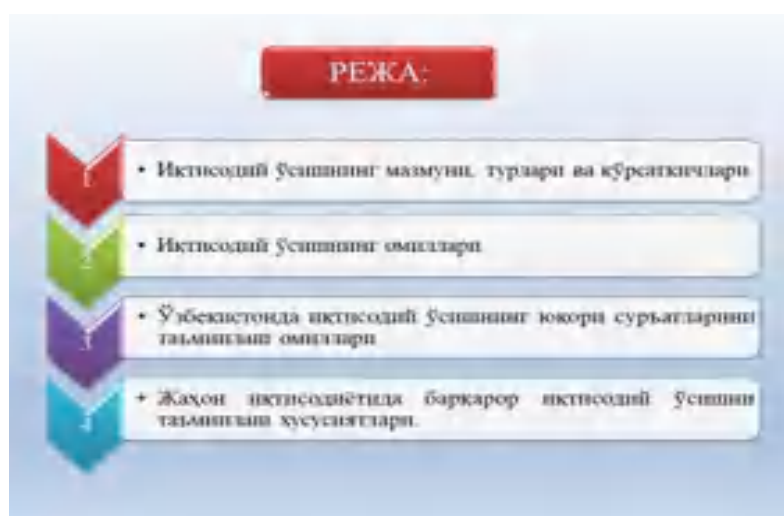 РЕЖА:
1
• Иқтисодий ўсишнинг мазмуни, турлари ва кўрсаткичлари
2
• Иқтисодий ўсишнинг омиллари
3
• Ўзбекистонда иқтисодий ўсишнинг юқори суръатларини
таъминлаш омиллари
4
• Жаҳон иқтисодиётида барқарор иқтисодий ўсишни
таъминлаш хусусиятлари.